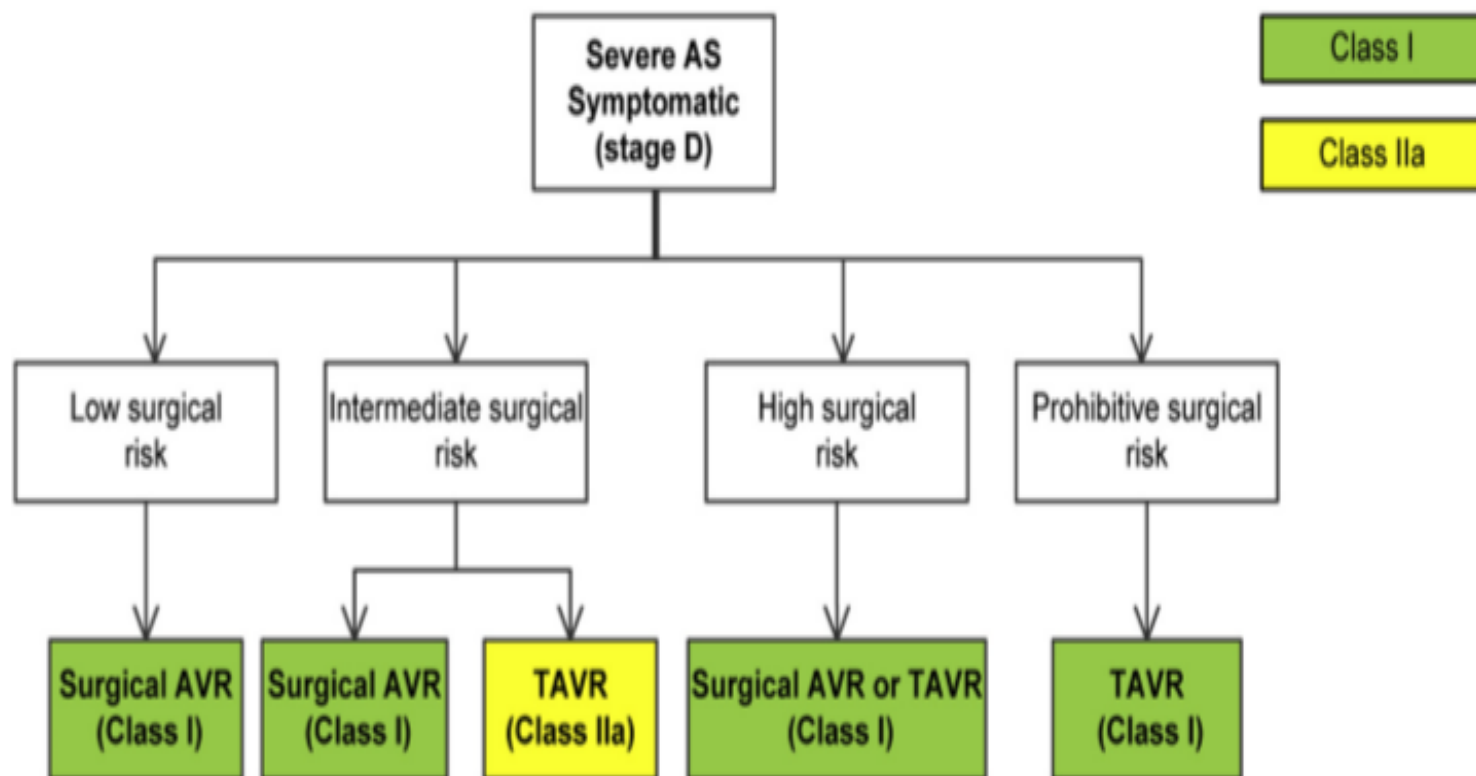 Severe AS
Symptomatic
(stage D)
Class I
Class IIa
Low surgical
risk
Intermediate surgical
risk
High surgical
risk
Prohibitive surgical
risk
Surgical AVR
(Class I)
Surgical AVR
(Class I)
TAVR
(Class IIa)
Surgical AVR or TAVR
(Class I)
TAVR
(Class I)